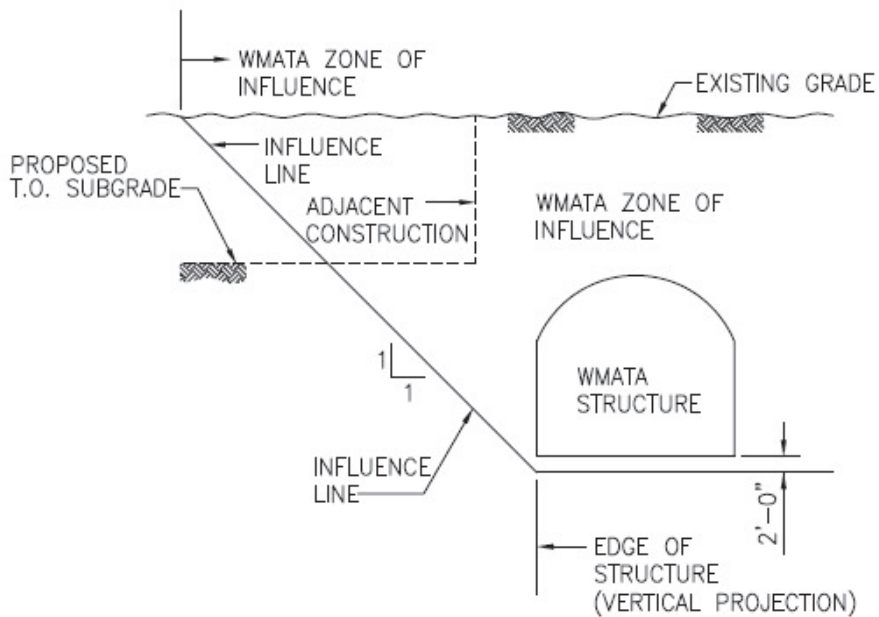 WMATA ZONE OF
INFLUENCE
EXISTING GRADE
INFLUENCE
LINE
PROPOSED
T.O. SUBGRADE
ADJACENT
CONSTRUCTION
WMATA ZONE OF
INFLUENCE
1
1
WMATA
STRUCTURE
INFLUENCE
LINE
2'-0"
EDGE OF
STRUCTURE
(VERTICAL PROJECTION)